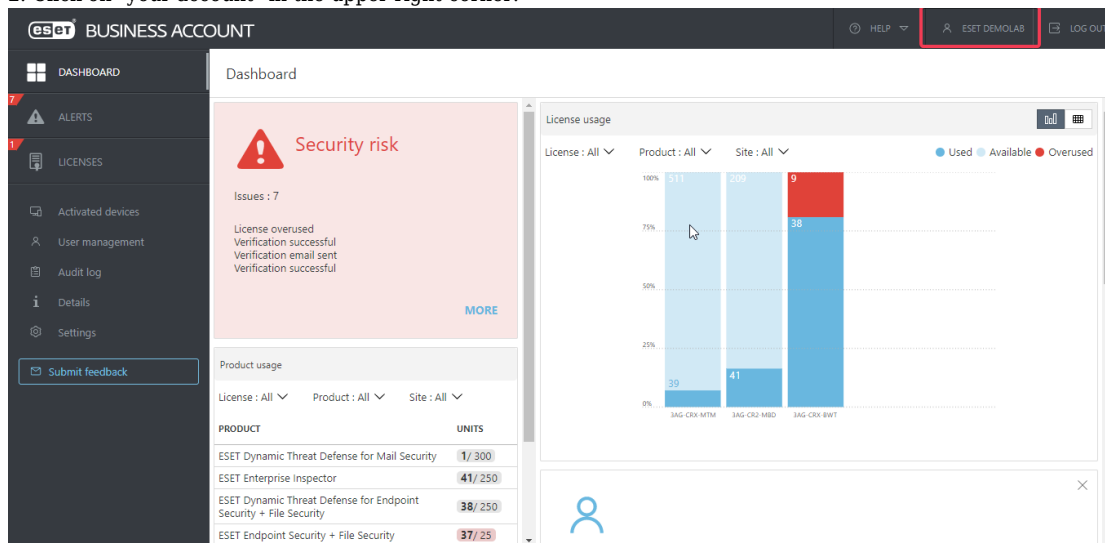 eset BUSINESS ACCOUNT
HELP
ESET DEMOLAB
LOG OUT
DASHBOARD
7
ALERTS
1
LICENSES
Activated devices
User management
Audit log
Details
Settings
Submit feedback
Dashboard
Security risk
Issues : 7
License overused
Verification successful
Verification email sent
Verification successful
MORE
Product usage
License : All
Product : All
Site : All
PRODUCT UNITS
ESET Dynamic Threat Defense for Mail Security 1/ 300
ESET Enterprise Inspector 41/ 250
ESET Dynamic Threat Defense for Endpoint
Security + File Security 38/ 250
ESET Endpoint Security + File Security 37/ 25
License usage
License : All
Product : All
Site : All
Used Available Overused
100% 511 209 9
75% 38
50%
25%
39 41
0%
3AG-CRX-MTM 3AG-CR2-MBD 3AG-CRX-BWT